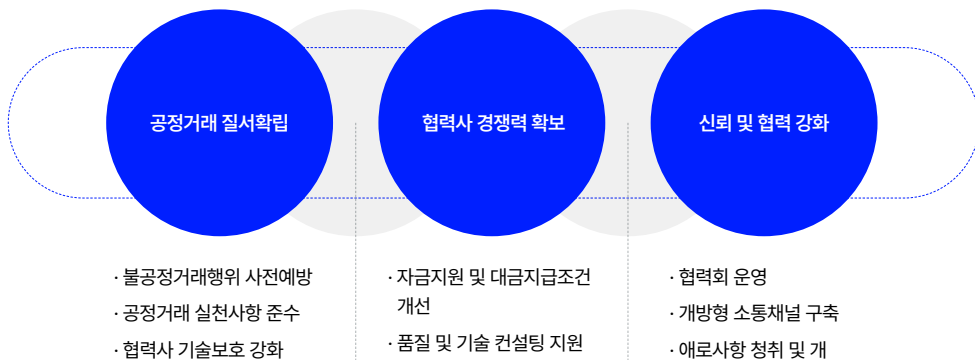 공정거래 질서확립
협력사 경쟁력 확보
신뢰 및 협력 강화
· 불공정거래행위 사전예방
· 공정거래 실천사항 준수
· 협력사 기술보호 강화
· 자금지원 및 대금지급조건
개선
· 품질 및 기술 컨설팅 지원
· 협력회 운영
· 개방형 소통채널 구축
· 애로사항 청취 및 개